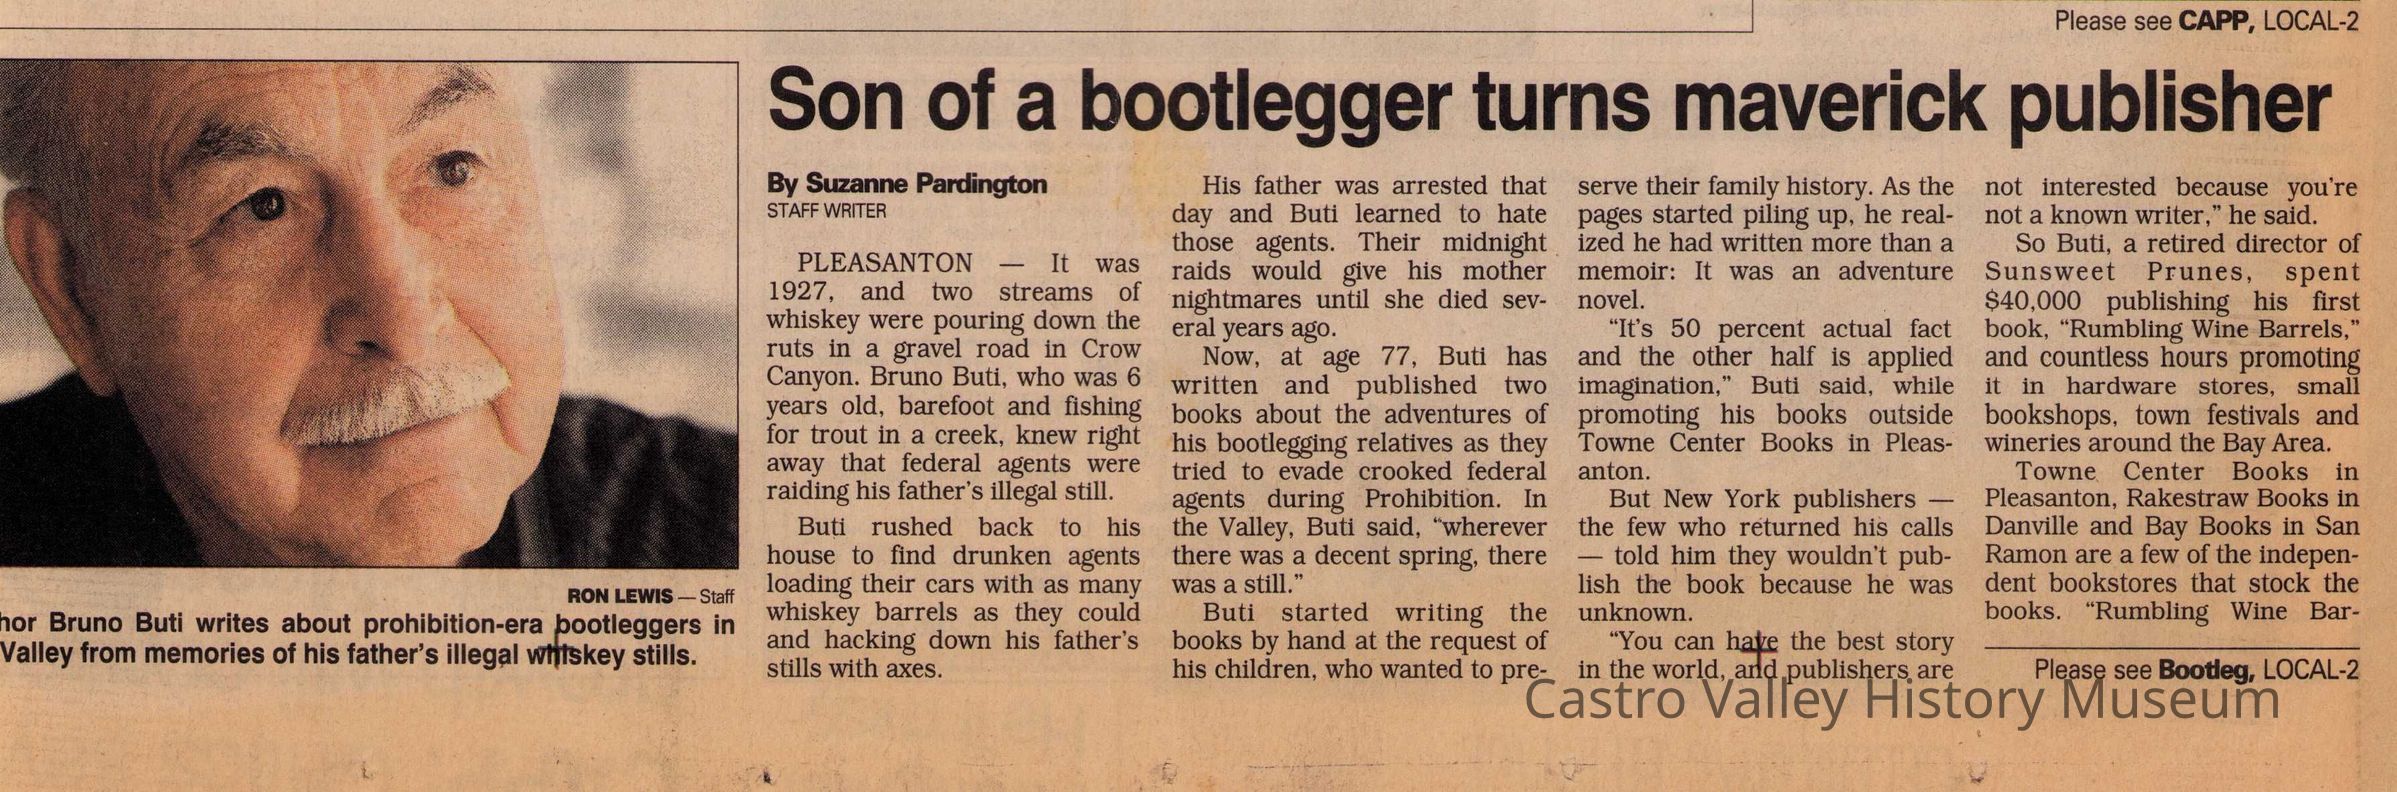 Please see CAPP, LOCAL-2
Son of a bootlegger turns maverick publisher
RON LEWIS — Staff
hor Bruno Buti writes about prohibition-era bootleggers in
Valley from memories of his father's illegal whiskey stills.
By Suzanne Pardington
STAFF WRITER
PLEASANTON — It was
1927, and two streams of
whiskey were pouring down the
ruts in a gravel road in Crow
Canyon. Bruno Buti, who was 6
years old, barefoot and fishing
for trout in a creek, knew right
away that federal agents were
raiding his father's illegal still.
Buti rushed back to his
house to find drunken agents
loading their cars with as many
whiskey barrels as they could
and hacking down his father's
stills with axes.
His father was arrested that
day and Buti learned to hate
those agents. Their midnight
raids would give his mother
nightmares until she died sev-
eral years ago.
Now, at age 77, Buti has
written and published two
books about the adventures of
his bootlegging relatives as they
tried to evade crooked federal
agents during Prohibition. In
the Valley, Buti said, "wherever
there was a decent spring, there
was a still."
Buti started writing the
books by hand at the request of
his children, who wanted to pre-
serve their family history. As the
pages started piling up, he real-
ized he had written more than a
memoir: It was an adventure
novel.
"It's 50 percent actual fact
and the other half is applied
imagination," Buti said, while
promoting his books outside
Towne Center Books in Pleas-
anton.
But New York publishers —
the few who returned his calls
— told him they wouldn't pub-
lish the book because he was
unknown.
"You can have the best story
in the world, and publishers are
not interested because you're
not a known writer," he said.
So Buti, a retired director of
Sunsweet Prunes, spent
$40,000 publishing his first
book, "Rumbling Wine Barrels,"
and countless hours promoting
it in hardware stores, small
bookshops, town festivals and
wineries around the Bay Area.
Towne Center Books in
Pleasanton, Rakestraw Books in
Danville and Bay Books in San
Ramon are a few of the indepen-
dent bookstores that stock the
books. "Rumbling Wine Bar-
Please see Bootleg, LOCAL-2
Castro Valley History Museum